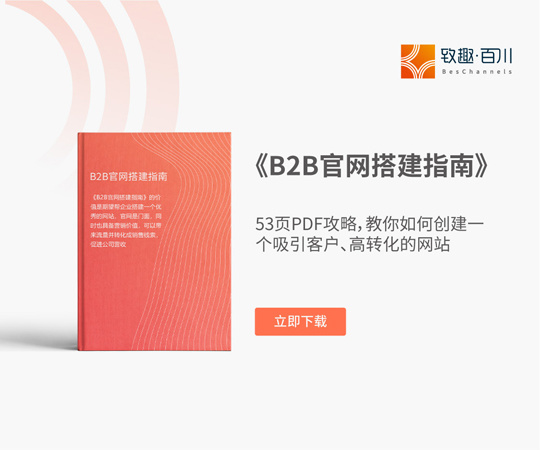 致趣·百川
BesChannels
B2B官网搭建指南
《B2B官网搭建指南》的价
值是期望帮企业搭建一个优
秀的网站，官网是门面，同
时也具备营销价值，可以带
来流量并转化成销售线索，
促进公司营收
《B2B官网搭建指南》
53页PDF攻略，教你如何创建一
个吸引客户、高转化的网站
立即下载